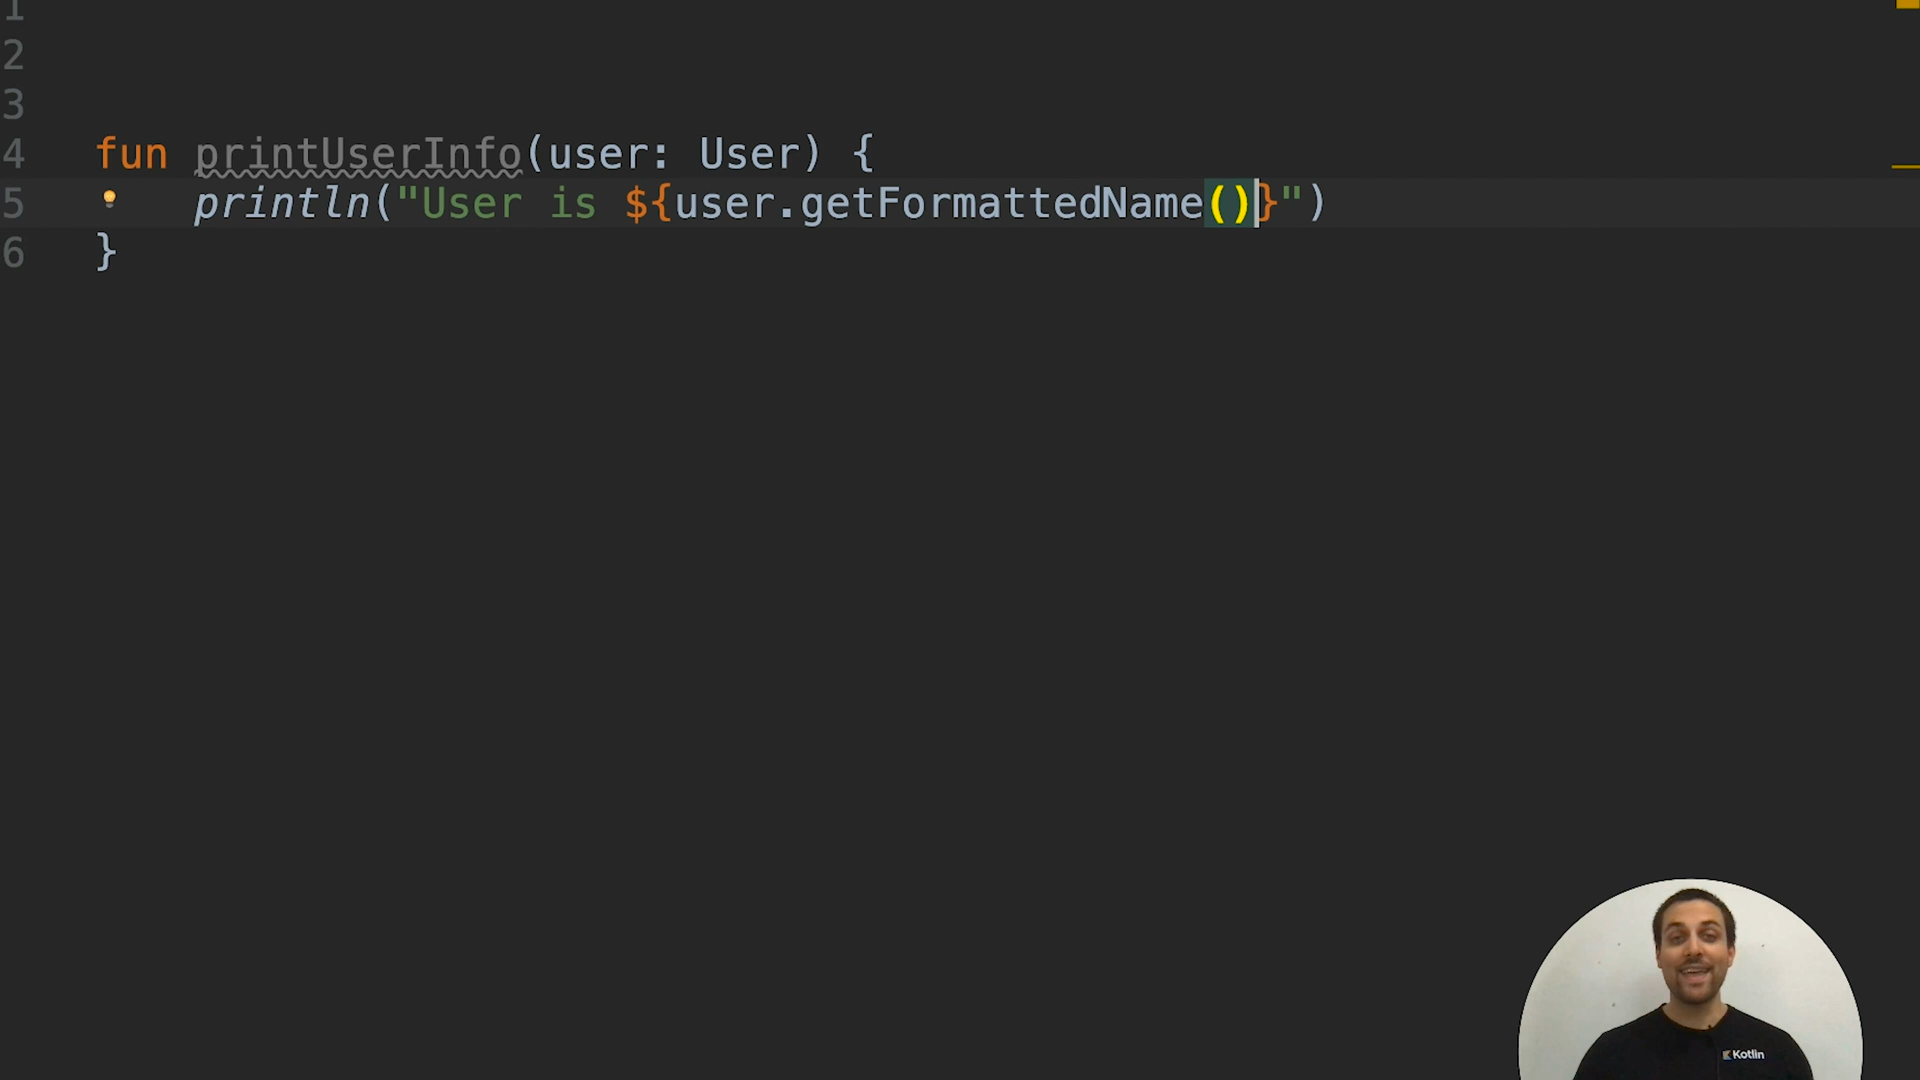 1
2
3
4 fun printUserInfo(user: User) {
5 println("User is ${user.getFormattedName()}")
6 }
Kotlin